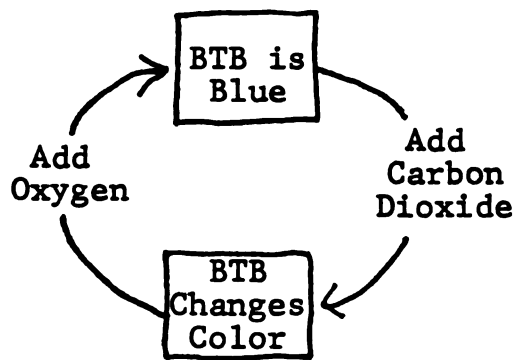 BTB is
Blue
Add
Carbon
Dioxide
BTB
Changes
Color
Add
Oxygen